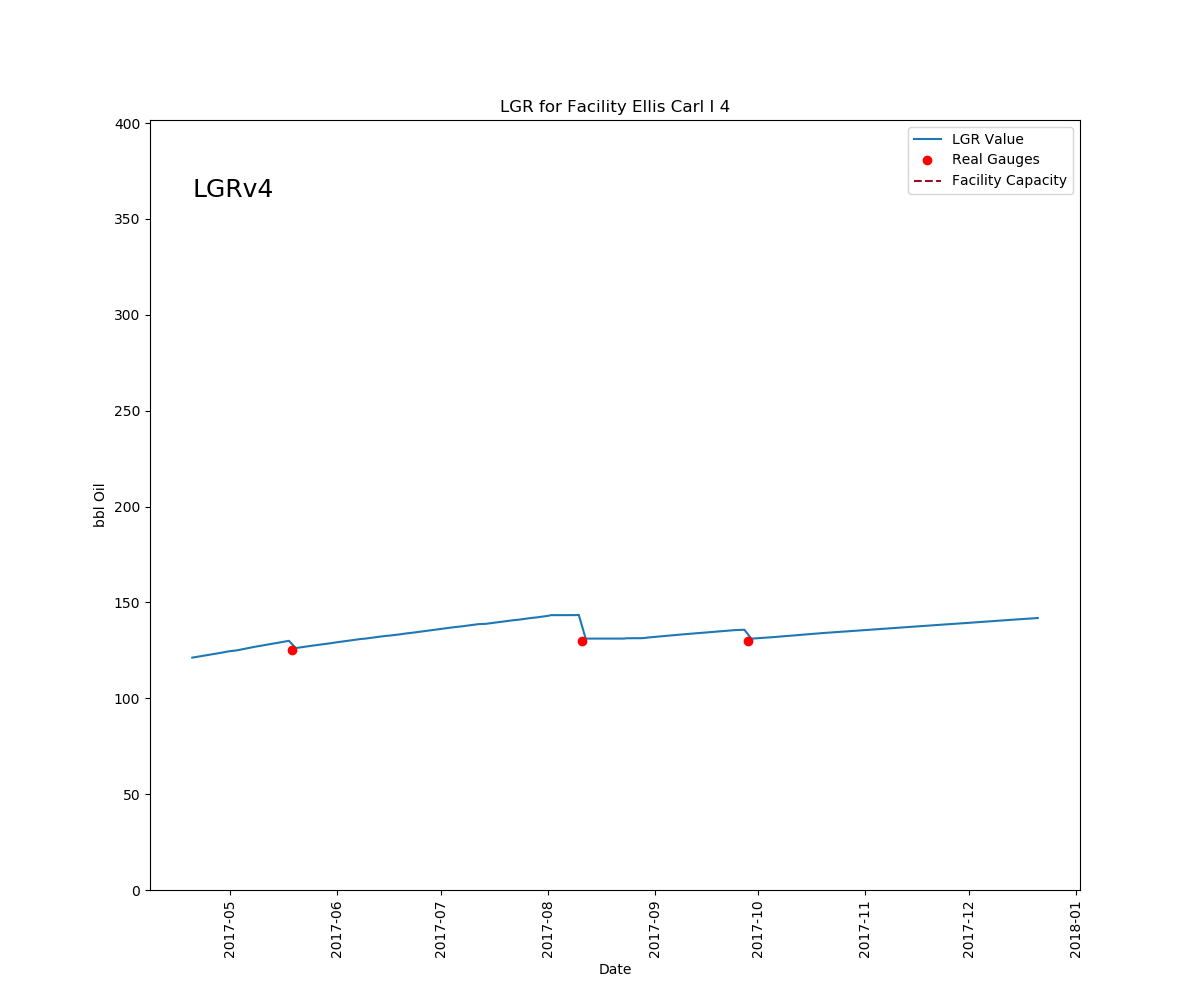 LGR for Facility Ellis Carl I 4
LGRv4
LGR Value
Real Gauges
Facility Capacity
400
350
300
250
200
150
100
50
0
bbl Oil
2017-05
2017-06
2017-07
2017-08
2017-09
2017-10
2017-11
2017-12
2018-01
Date